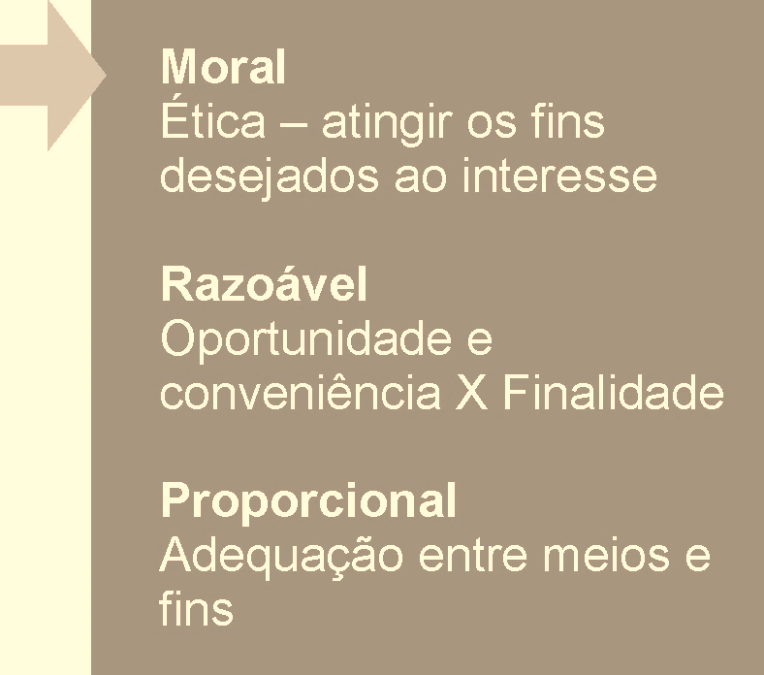 Moral
Ética – atingir os fins
desejados ao interesse
Razoável
Oportunidade e
conveniência X Finalidade
Proporcional
Adequação entre meios e
fins